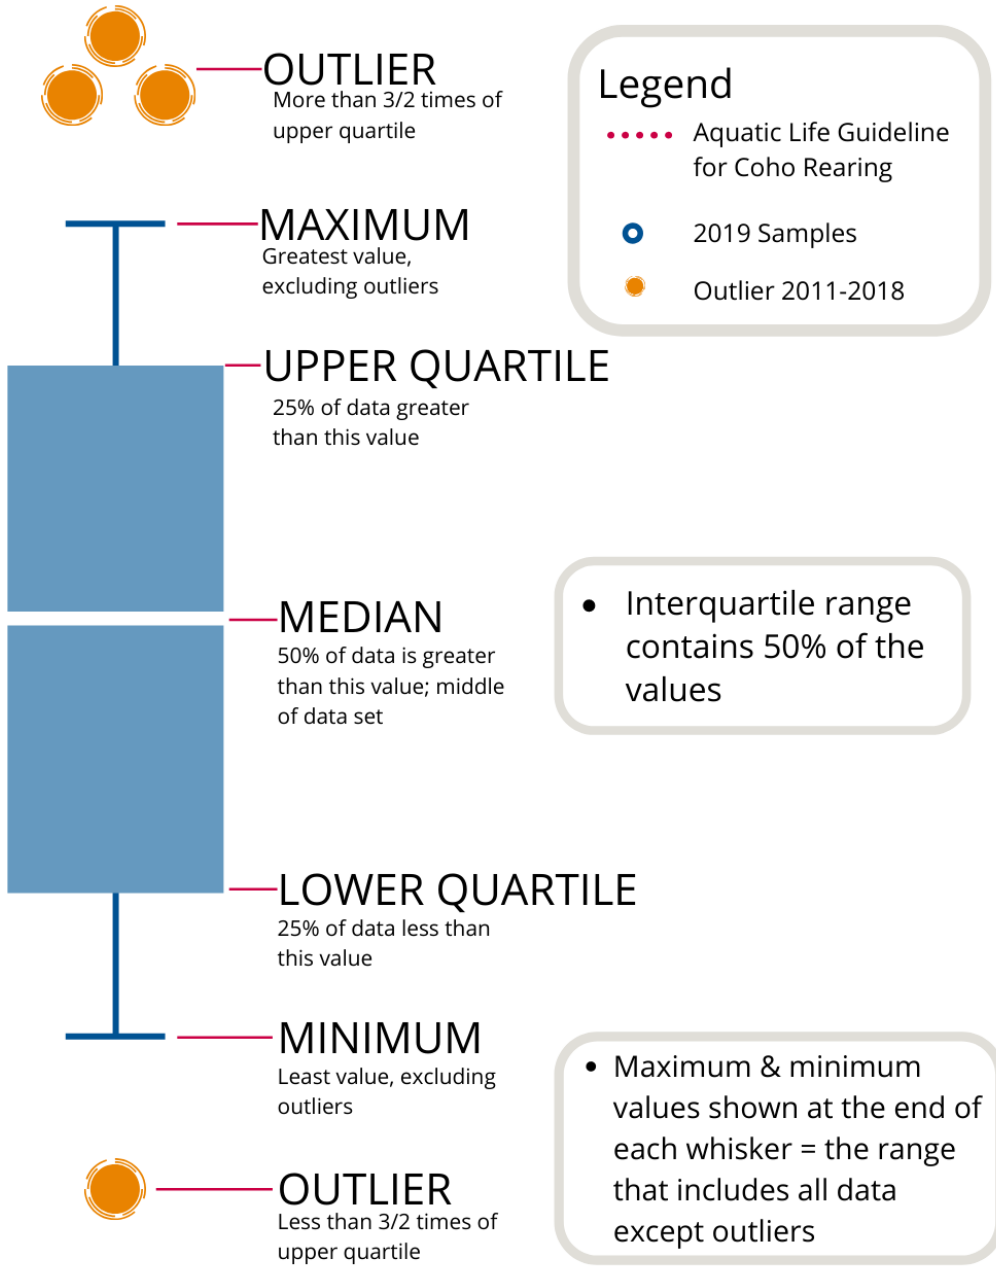 OUTLIER
More than 3/2 times of
upper quartile
Legend
Aquatic Life Guideline
for Coho Rearing
2019 Samples
Outlier 2011-2018
MAXIMUM
Greatest value,
excluding outliers
UPPER QUARTILE
25% of data greater
than this value
MEDIAN
50% of data is greater
than this value; middle
of data set
• Interquartile range
contains 50% of the
values
LOWER QUARTILE
25% of data less than
this value
MINIMUM
Least value, excluding
outliers
• Maximum & minimum
values shown at the end of
each whisker = the range
that includes all data
except outliers
OUTLIER
Less than 3/2 times of
upper quartile